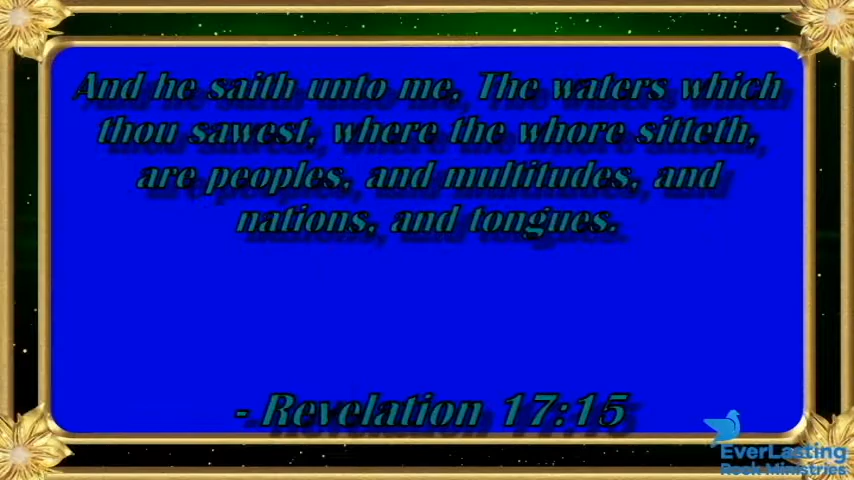 And he saith unto me, The waters which
thou sawest, where the whore sitteth,
are peoples, and multitudes, and
nations, and tongues.
- Revelation 17:15
EverLasting
Rock Ministries